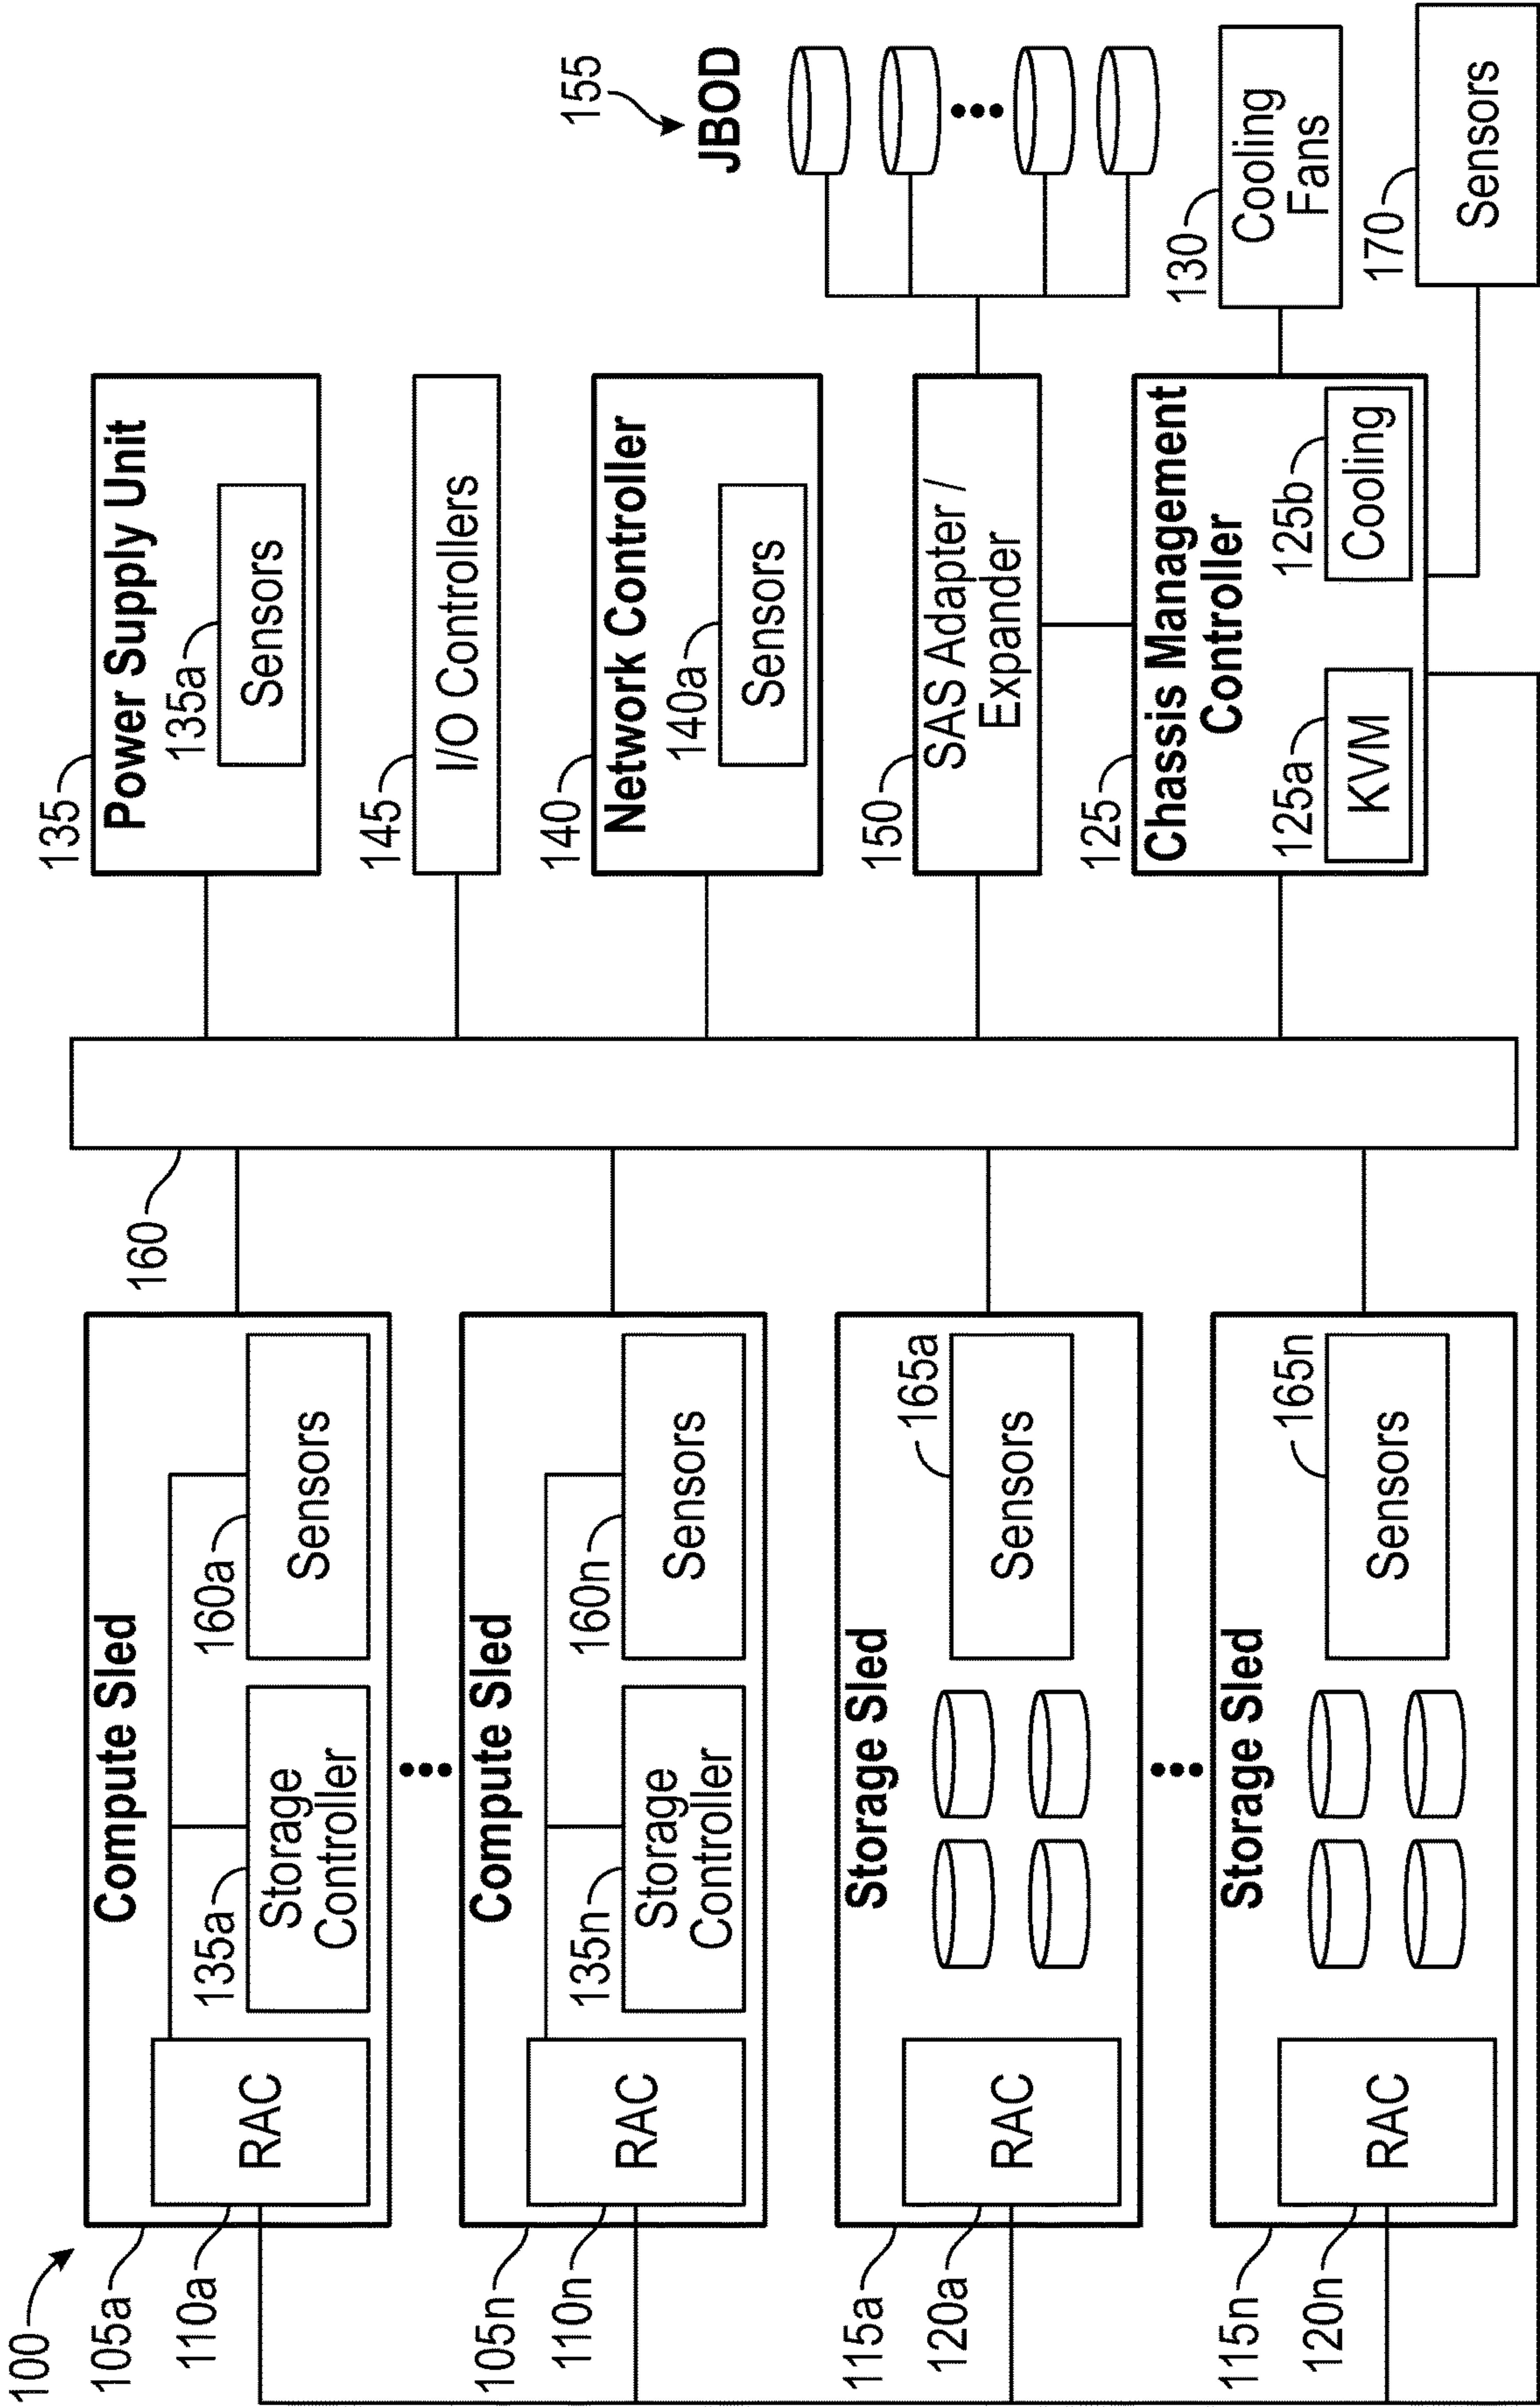 100
105a
110a
Compute Sled
RAC
135a
Storage
Controller
160a
Sensors
105n
110n
Compute Sled
RAC
135n
Storage
Controller
160n
Sensors
115a
120a
Storage Sled
RAC
165a
Sensors
115n
120n
Storage Sled
RAC
165n
Sensors
160
135
Power Supply Unit
135a
Sensors
145
I/O Controllers
140
Network Controller
140a
Sensors
150
SAS Adapter /
Expander
155
JBOD
125
Chassis Management
Controller
125a
KVM
125b
Cooling
130
Cooling
Fans
170
Sensors